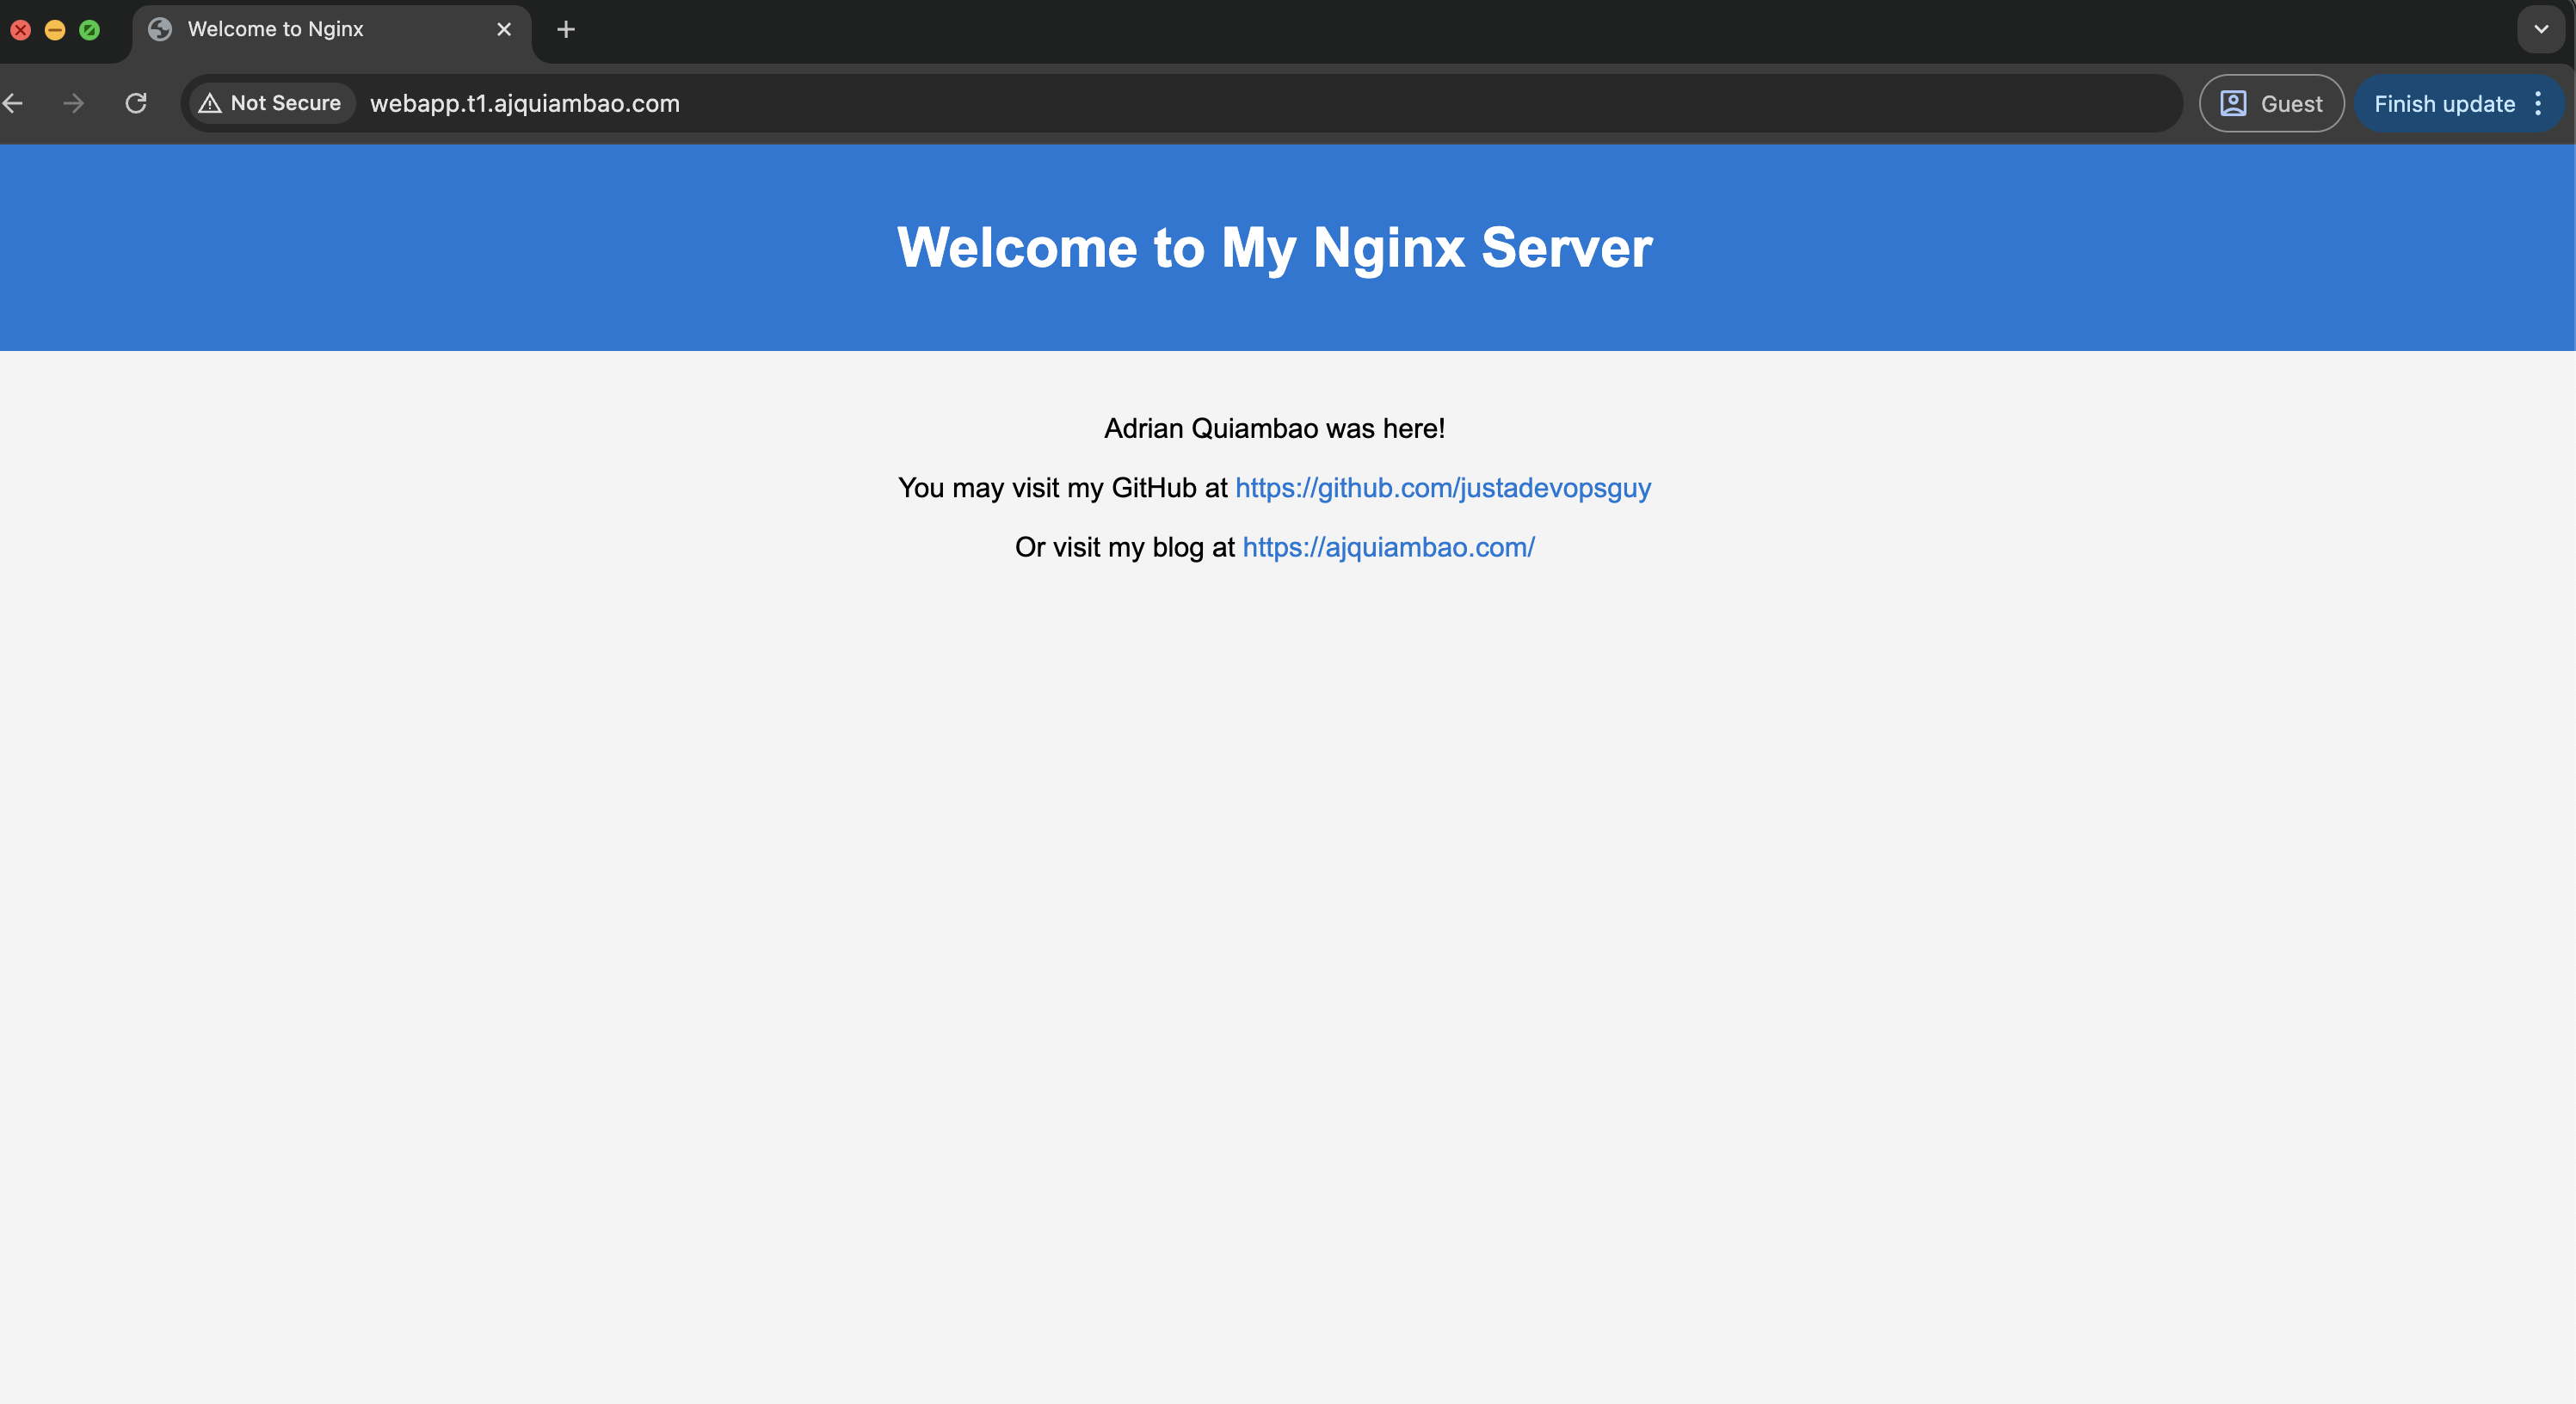 Welcome to Nginx
Not Secure
webapp.t1.ajquiambao.com
Guest
Finish update
Welcome to My Nginx Server
Adrian Quiambao was here!
You may visit my GitHub at https://github.com/justadevopsguy
Or visit my blog at https://ajquiambao.com/